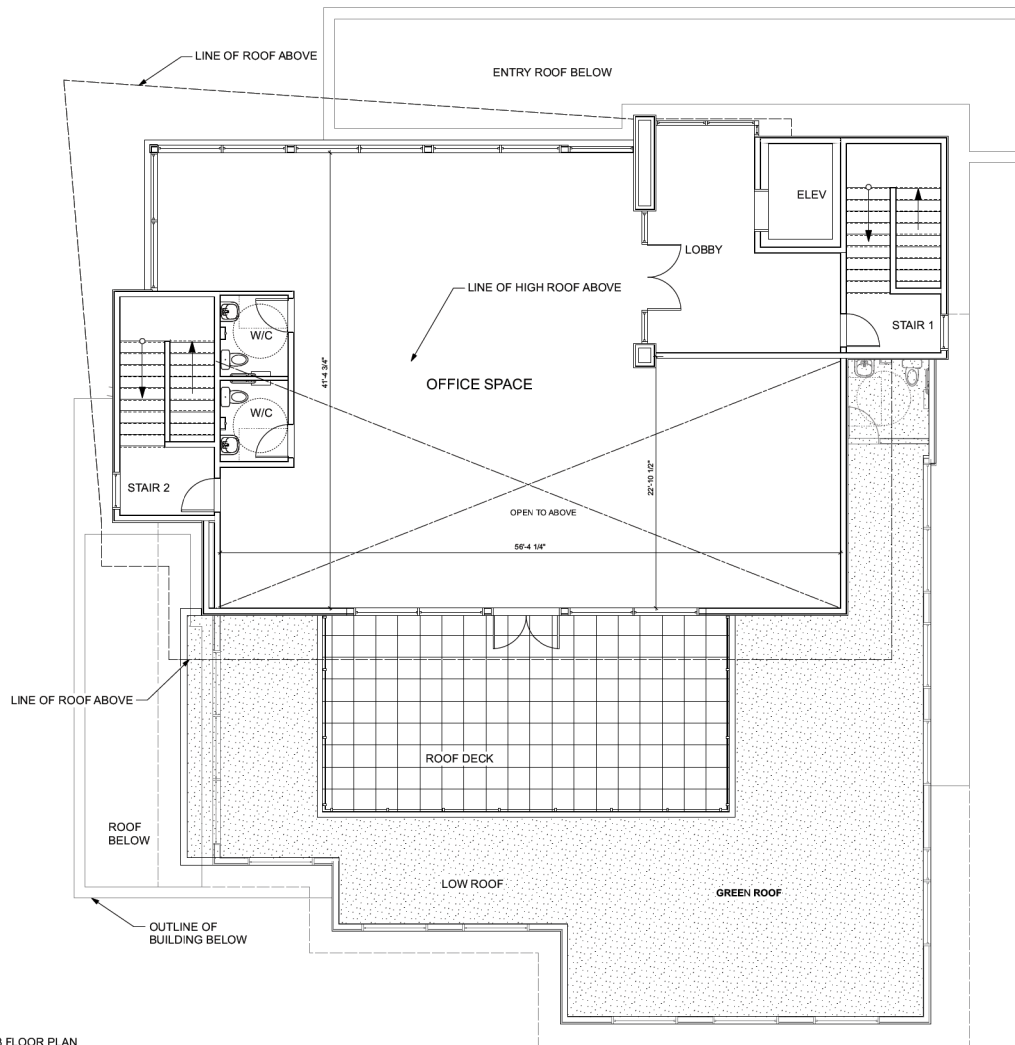 LINE OF ROOF ABOVE
ENTRY ROOF BELOW
ELEV
LOBBY
LINE OF HIGH ROOF ABOVE
STAIR 1
W/C
OFFICE SPACE
41'-4 3/4"
W/C
22'-10 1/2"
STAIR 2
OPEN TO ABOVE
56'-4 1/4"
LINE OF ROOF ABOVE
ROOF DECK
ROOF
BELOW
LOW ROOF
GREEN ROOF
OUTLINE OF
BUILDING BELOW
FLOOR PLAN